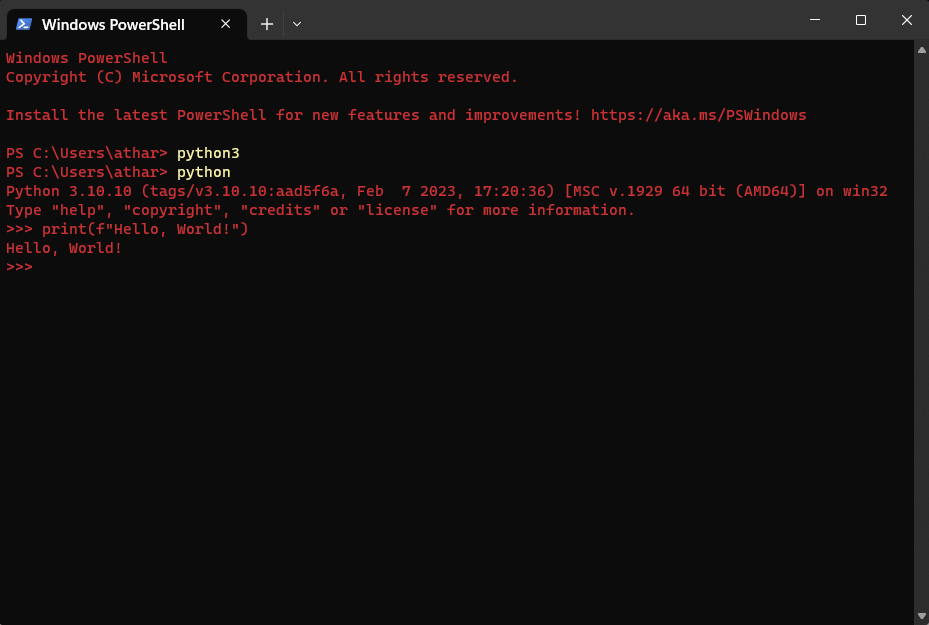 Windows PowerShell
Windows PowerShell
Copyright (C) Microsoft Corporation. All rights reserved.
Install the latest PowerShell for new features and improvements! https://aka.ms/PSWindows
PS C:\Users\athar> python3
PS C:\Users\athar> python
Python 3.10.10 (tags/v3.10.10:aad5f6a, Feb  7 2023, 17:20:36) [MSC v.1929 64 bit (AMD64)] on win32
Type "help", "copyright", "credits" or "license" for more information.
>>> print(f"Hello, World!")
Hello, World!
>>>